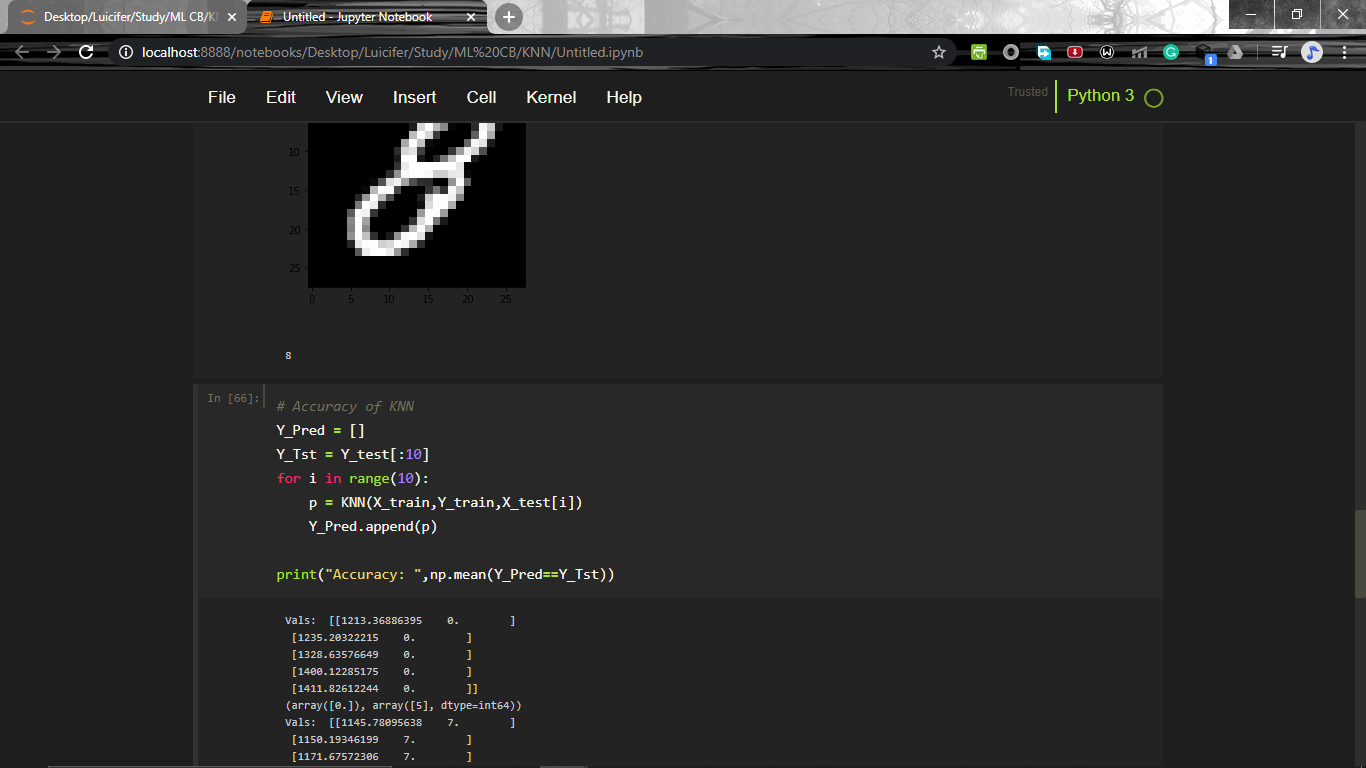 Desktop/Luicifer/Study/ML CB/K
Untitled - Jupyter Notebook
localhost:8888/notebooks/Desktop/Luicifer/Study/ML%20CB/KNN/Untitled.ipynb
1
File Edit View Insert Cell Kernel Help
Trusted Python 3
10
15
20
25
0 5 10 15 20 25
8
In [66]:
# Accuracy of KNN
Y_Pred = []
Y_Tst = Y_test[:10]
for i in range(10):
    p = KNN(X_train,Y_train,X_test[i])
    Y_Pred.append(p)
print("Accuracy: ",np.mean(Y_Pred==Y_Tst))
Vals:  [[1213.36886395    0.        ]
 [1235.20322215    0.        ]
 [1328.63576649    0.        ]
 [1400.12285175    0.        ]
 [1411.82612244    0.        ]]
(array([0.]), array([5], dtype=int64))
Vals:  [[1145.78095638    7.        ]
 [1150.19346199    7.        ]
 [1171.67572306    7.        ]